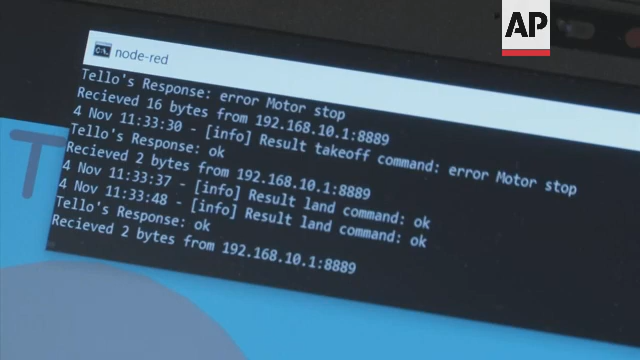 AP
node-red
Tello's Response: error Motor stop
Recieved 16 bytes from 192.168.10.1:8889
4 Nov 11:33:30 - [info] Result takeoff command: error Motor stop
Tello's Response: ok
Recieved 2 bytes from 192.168.10.1:8889
4 Nov 11:33:37 - [info] Result land command: ok
4 Nov 11:33:48 - [info] Result land command: ok
Tello's Response: ok
Recieved 2 bytes from 192.168.10.1:8889
T